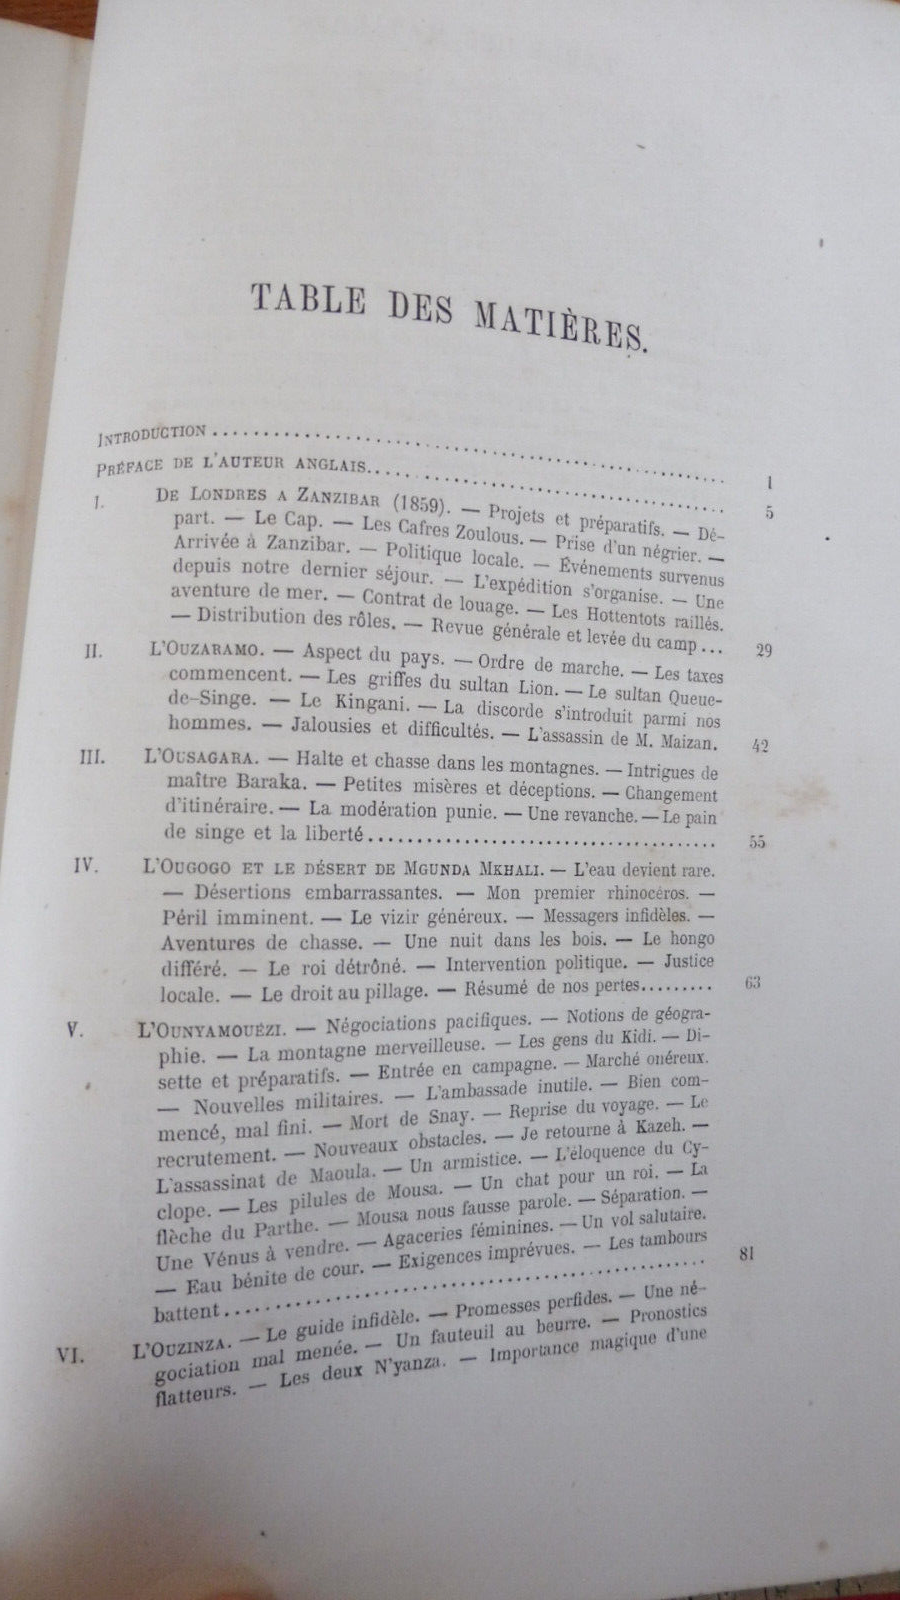 TABLE DES MATIÈRES.
INTRODUCTION ........ 1
PRÉFACE DE L'AUTEUR ANGLAIS ........ 5
I. DE LONDRES A ZANZIBAR (1859). — Projets et préparatifs. — Dé-
part. — Le Cap. — Les Cafres Zoulous. — Prise d'un négrier. —
Arrivée à Zanzibar. — Politique locale. — Événements survenus
depuis notre dernier séjour. — L'expédition s'organise. — Une
aventure de mer. — Contrat de louage. — Les Hottentots raillés.
— Distribution des rôles. — Revue générale et levée du camp ... 29
II. L'OUZARAMO. — Aspect du pays. — Ordre de marche. — Les taxes
commencent. — Les griffes du sultan Lion. — Le sultan Queue-
de-Singe. — Le Kingani. — La discorde s'introduit parmi nos
hommes. — Jalousies et difficultés. — L'assassin de M. Maizan. 42
III. L'OUSAGARA. — Halte et chasse dans les montagnes. — Intrigues de
maître Baraka. — Petites misères et déceptions. — Changement
d'itinéraire. — La modération punie. — Une revanche. — Le pain
de singe et la liberté ........ 55
IV. L'OUGOGO ET LE DÉSERT DE MGUNDA MKHALI. — L'eau devient rare.
— Désertions embarrassantes. — Mon premier rhinocéros. —
Péril imminent. — Le vizir généreux. — Messagers infidèles. —
Aventures de chasse. — Une nuit dans les bois. — Le hongo
différé. — Le roi détrôné. — Intervention politique. — Justice
locale. — Le droit au pillage. — Résumé de nos pertes ........ 63
V. L'OUNYAMOUÉZI. — Négociations pacifiques. — Notions de géogra-
phie. — La montagne merveilleuse. — Les gens du Kidi. — Di-
sette et préparatifs. — Entrée en campagne. — Marché onéreux.
— Nouvelles militaires. — L'ambassade inutile. — Bien com-
mencé, mal fini. — Mort de Snay. — Reprise du voyage. — Le
recrutement. — Nouveaux obstacles. — Je retourne à Kazeh. —
L'assassinat de Maoula. — Un armistice. — L'éloquence du Cy-
clope. — Les pilules de Mousa. — Un chat pour un roi. — La
flèche du Parthe. — Mousa nous fausse parole. — Séparation. —
Une Vénus à vendre. — Agaceries féminines. — Un vol salutaire.
— Eau bénite de cour. — Exigences imprévues. — Les tambours
battent ........ 81
VI. L'OUZINZA. — Le guide infidèle. — Promesses perfides. — Une né-
gociation mal menée. — Un fauteuil au beurre. — Pronostics
flatteurs. — Les deux N'yanza. — Importance magique d'une